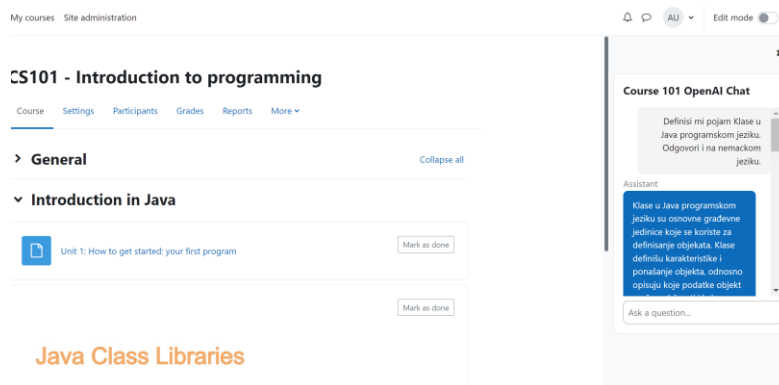 My courses Site administration
AU Edit mode
CS101 - Introduction to programming
Course Settings Participants Grades Reports More
General
Collapse all
Introduction in Java
Unit 1: How to get started: your first program
Mark as done
Mark as done
Java Class Libraries
Course 101 OpenAI Chat
Definisi mi pojam Klase u
Java programskom jeziku.
Odgovori i na nemackom
jeziku.
Assistant
Klase u Java programskom
jeziku su osnovne građevne
jedinice koje se koriste za
definisanje objekata. Klase
definišu karakteristike i
ponašanje objekta, odnosno
opisuju koje podatke objekt
Ask a question...